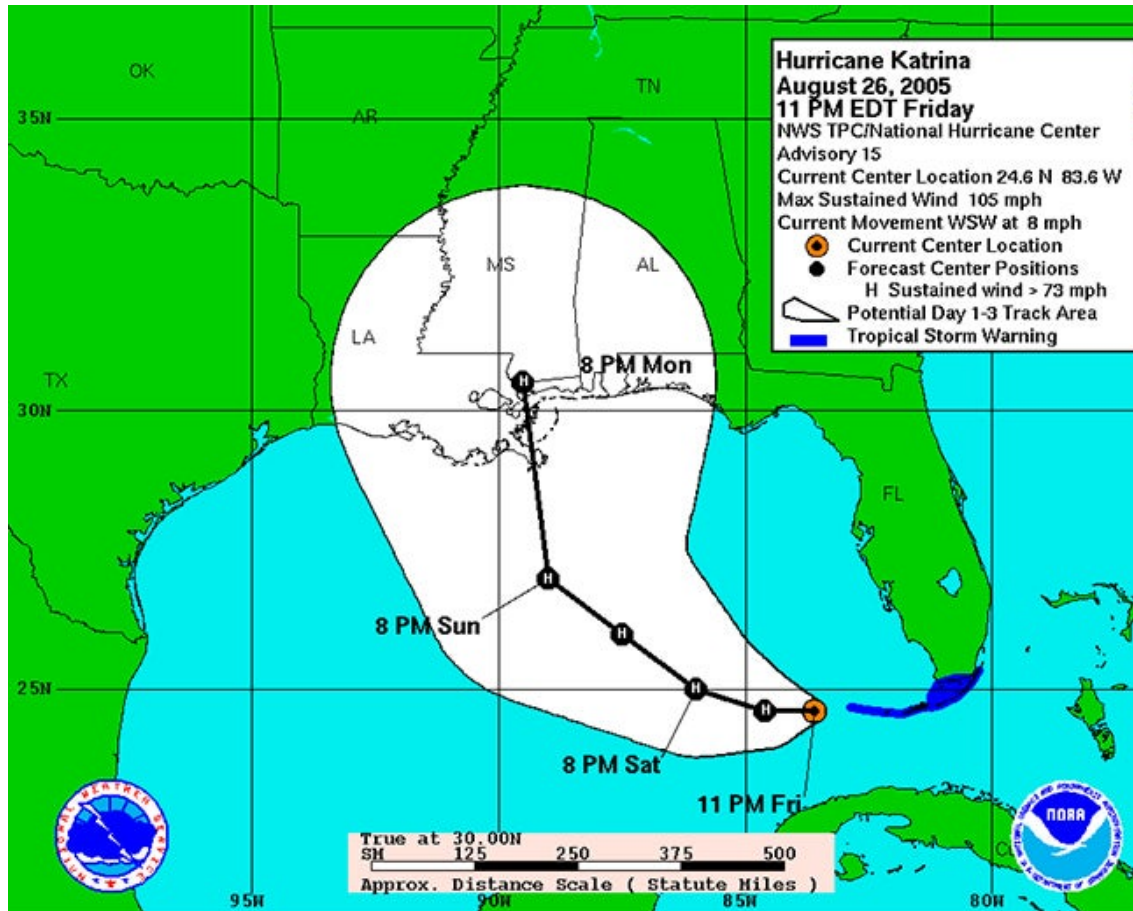 Hurricane Katrina
August 26, 2005
11 PM EDT Friday
NWS TPC/National Hurricane Center
Advisory 15
Current Center Location 24.6 N 83.6 W
Max Sustained Wind 105 mph
Current Movement WSW at 8 mph
Current Center Location
Forecast Center Positions
H Sustained wind > 73 mph
Potential Day 1-3 Track Area
Tropical Storm Warning
OK
TN
AR
35N
MS
AL
LA
8 PM Mon
TX
H
30N
FL
H
8 PM Sun
H
25N
H
H
8 PM Sat
11 PM Fri
NATIONAL WEATHER SERVICE
NOAA
True at 30.00N
SM 125 250 375 500
Approx. Distance Scale ( Statute Miles )
95W
90W
85W
80W